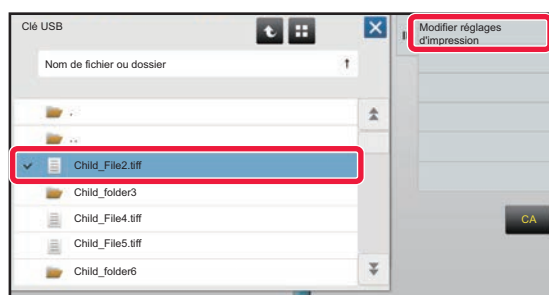 Clé USB
Nom de fichier ou dossier
.
..
Child_File2.tiff
Child_folder3
Child_File4.tiff
Child_File5.tiff
Child_folder6
Modifier réglages
d'impression
CA